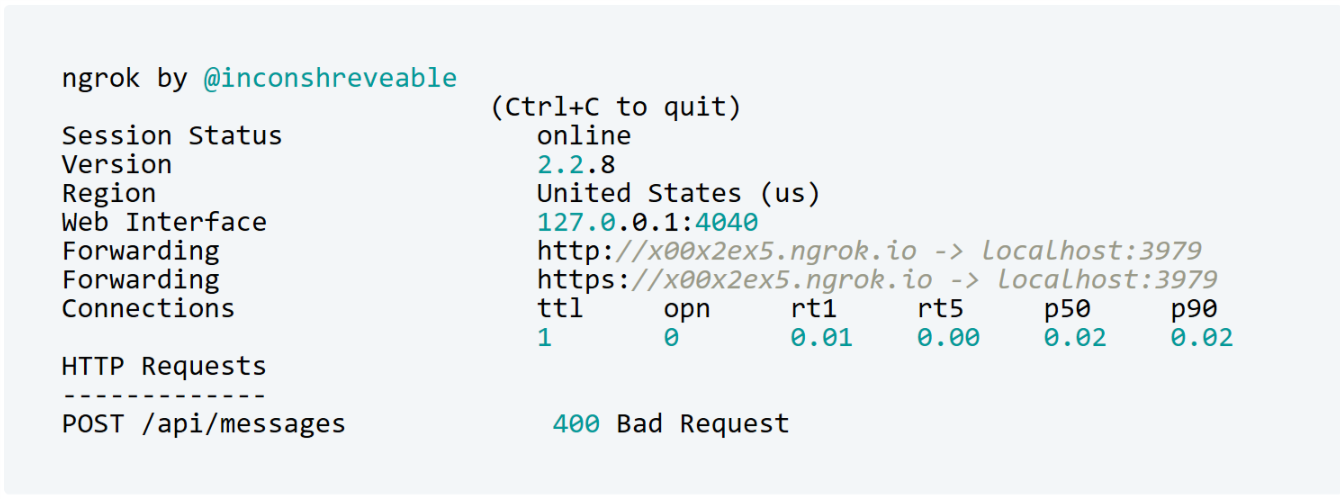 ngrok by @inconshreveable
(Ctrl+C to quit)
Session Status online
Version 2.2.8
Region United States (us)
Web Interface 127.0.0.1:4040
Forwarding http://x00x2ex5.ngrok.io -> localhost:3979
Forwarding https://x00x2ex5.ngrok.io -> localhost:3979
Connections ttl opn rt1 rt5 p50 p90
1 0 0.01 0.00 0.02 0.02
HTTP Requests
-------------
POST /api/messages 400 Bad Request